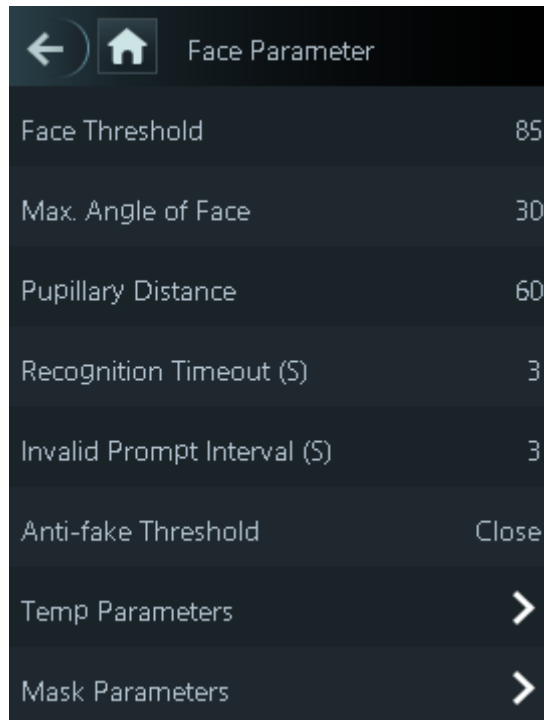 Face Parameter
Face Threshold 85
Max. Angle of Face 30
Pupillary Distance 60
Recognition Timeout (S) 3
Invalid Prompt Interval (S) 3
Anti-fake Threshold Close
Temp Parameters
Mask Parameters